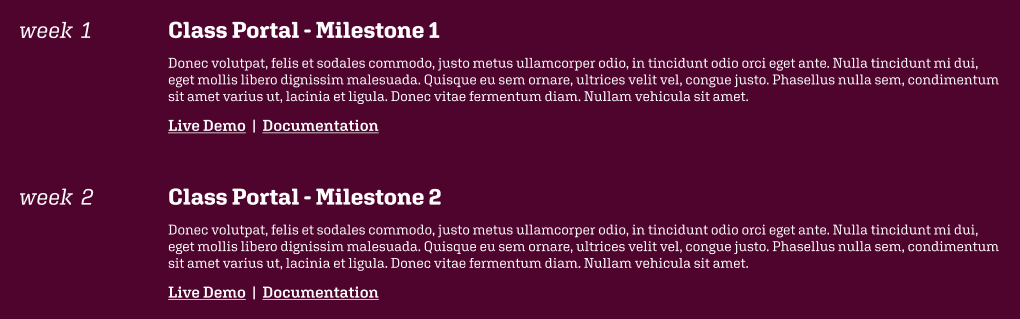 week 1
Class Portal - Milestone 1
Donec volutpat, felis et sodales commodo, justo metus ullamcorper odio, in tincidunt odio orci eget ante. Nulla tincidunt mi dui,
eget mollis libero dignissim malesuada. Quisque eu sem ornare, ultrices velit vel, congue justo. Phasellus nulla sem, condimentum
sit amet varius ut, lacinia et ligula. Donec vitae fermentum diam. Nullam vehicula sit amet.
Live Demo | Documentation
week 2
Class Portal - Milestone 2
Donec volutpat, felis et sodales commodo, justo metus ullamcorper odio, in tincidunt odio orci eget ante. Nulla tincidunt mi dui,
eget mollis libero dignissim malesuada. Quisque eu sem ornare, ultrices velit vel, congue justo. Phasellus nulla sem, condimentum
sit amet varius ut, lacinia et ligula. Donec vitae fermentum diam. Nullam vehicula sit amet.
Live Demo | Documentation